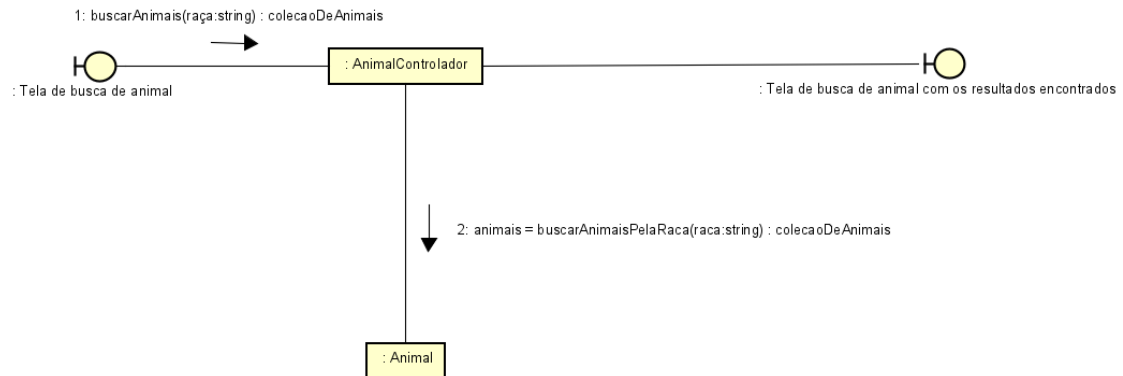 1: buscarAnimais(raça:string) : colecaoDeAnimais
: AnimalControlador
: Tela de busca de animal
: Tela de busca de animal com os resultados encontrados
2: animais = buscarAnimaisPelaRaca(raca:string) : colecaoDeAnimais
: Animal